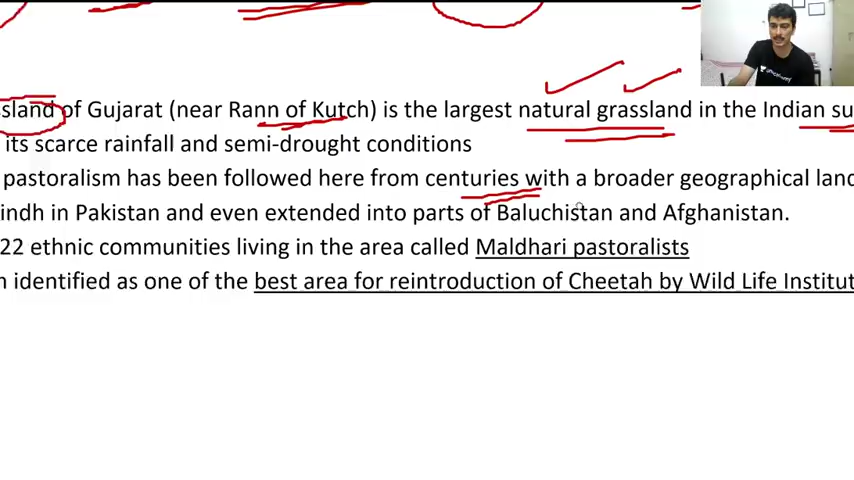 ssland of Gujarat (near Rann of Kutch) is the largest natural grassland in the Indian su
its scarce rainfall and semi-drought conditions
pastoralism has been followed here from centuries with a broader geographical land
indh in Pakistan and even extended into parts of Baluchistan and Afghanistan.
22 ethnic communities living in the area called Maldhari pastoralists
n identified as one of the best area for reintroduction of Cheetah by Wild Life Institut